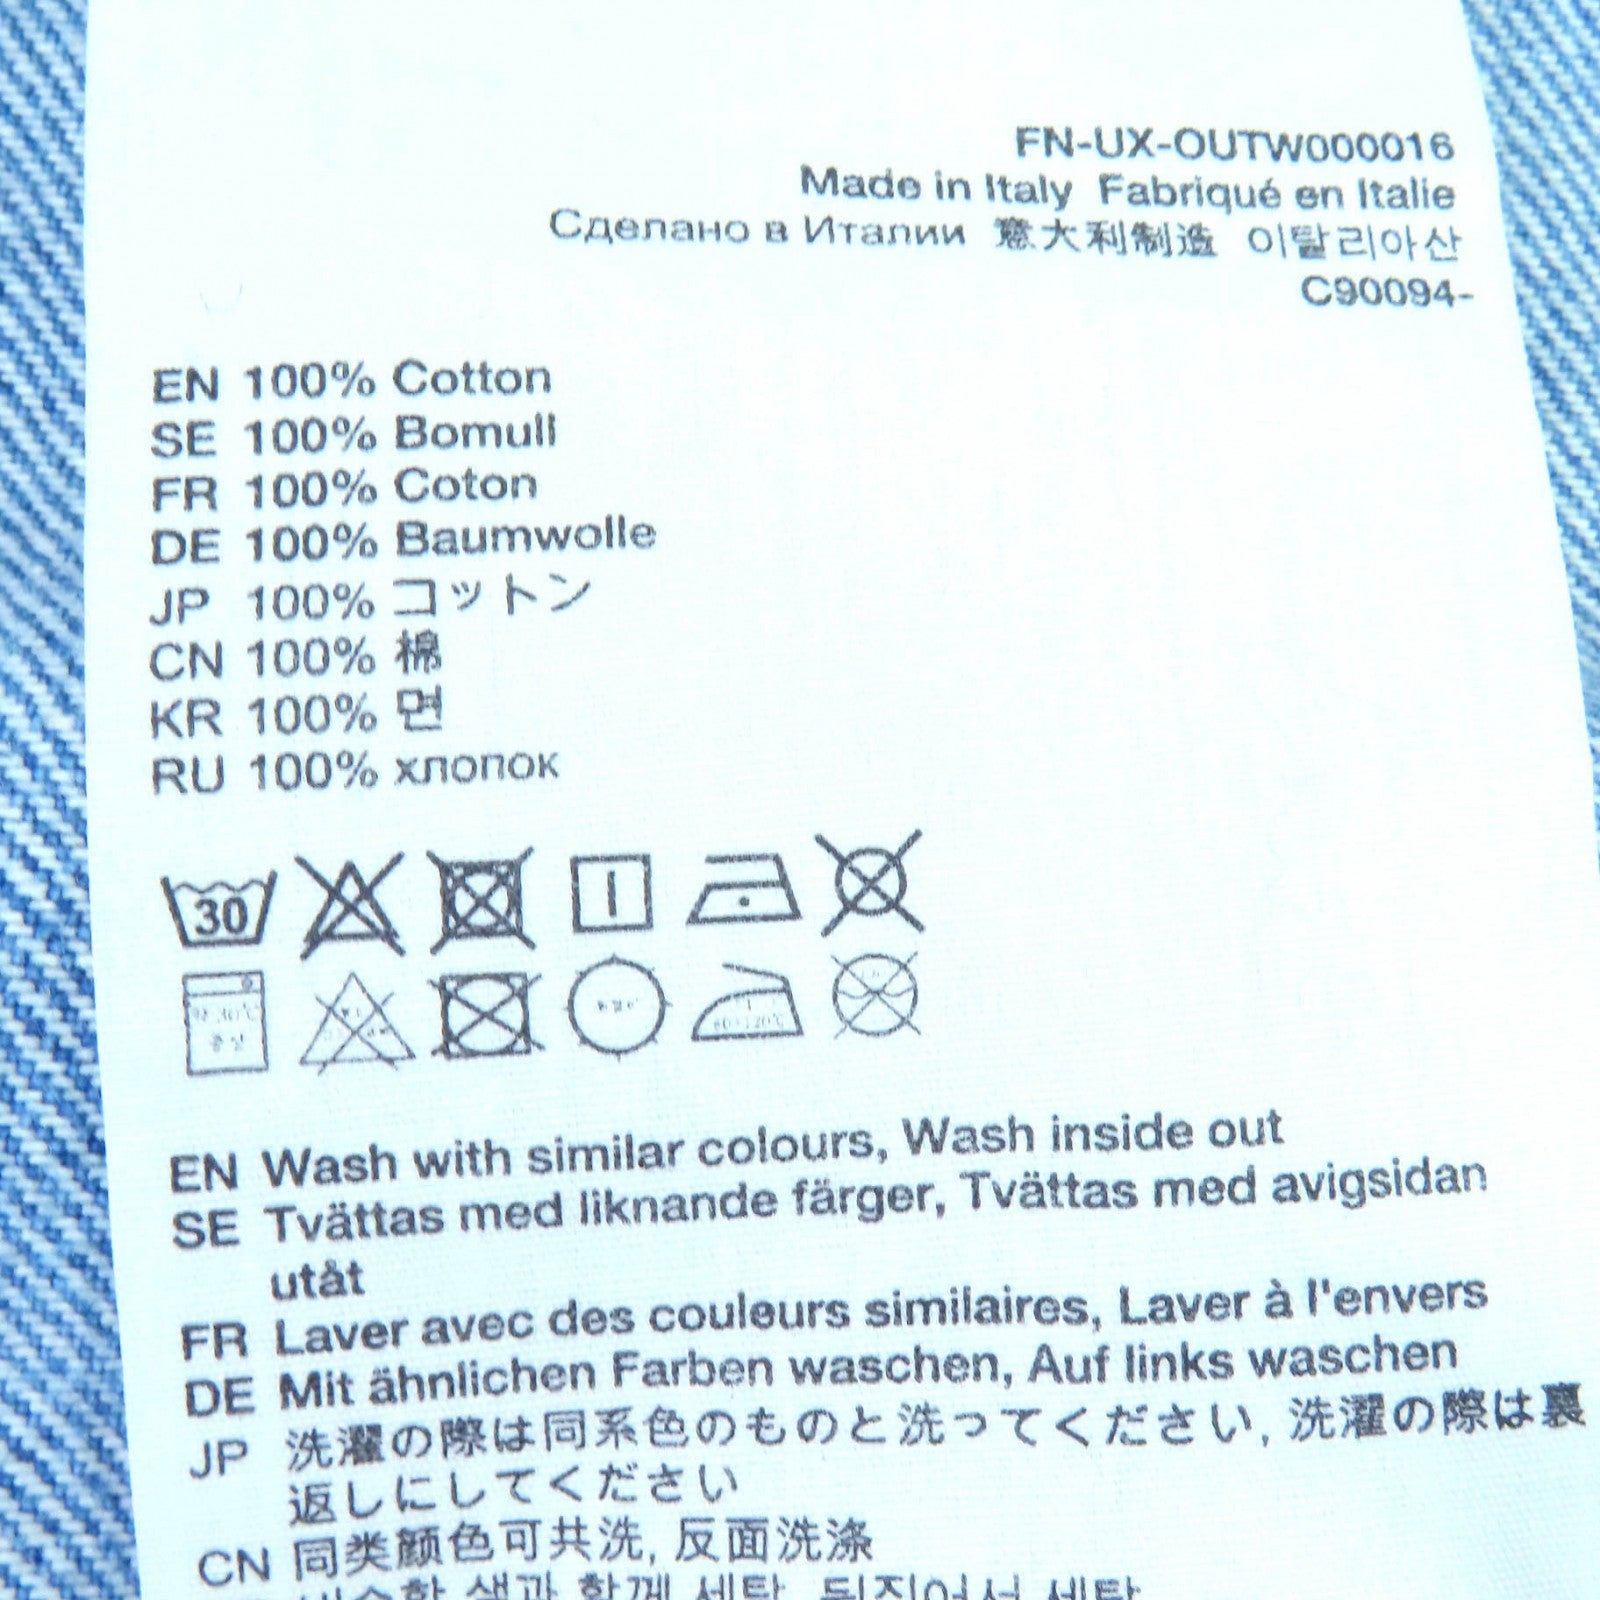 FN-UX-OUTW000016
Made in Italy Fabriqué en Italie
Сделано в Италии 意大利制造 이탈리아산
C90094-
EN 100% Cotton
SE 100% Bomull
FR 100% Coton
DE 100% Baumwolle
JP 100% コットン
CN 100% 棉
KR 100% 면
RU 100% хлопок
30
EN Wash with similar colours, Wash inside out
SE Tvättas med liknande färger, Tvättas med avigsidan
utåt
FR Laver avec des couleurs similaires, Laver à l'envers
DE Mit ähnlichen Farben waschen, Auf links waschen
JP 洗濯の際は同系色のものと洗ってください, 洗濯の際は裏
返しにしてください
CN 同类颜色可共洗, 反面洗涤